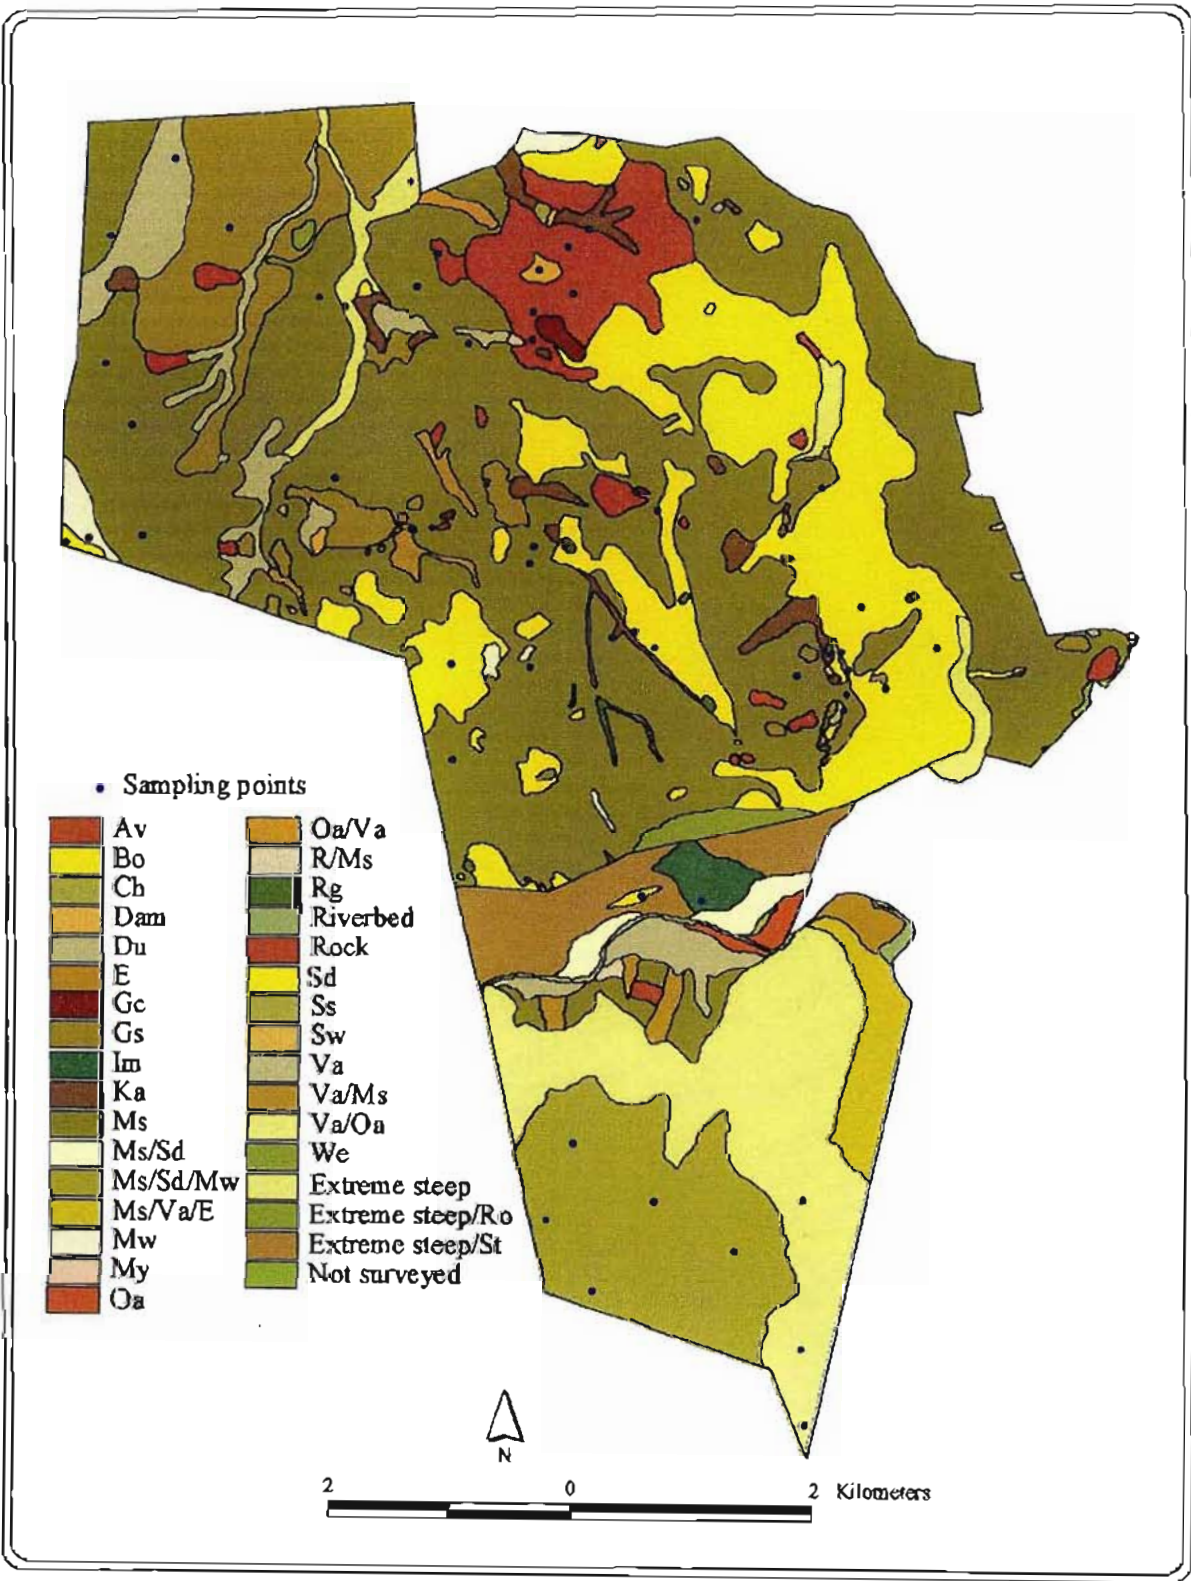 Sampling points
Av
Bo
Ch
Dam
Du
E
Gc
Gs
Im
Ka
Ms
Ms/Sd
Ms/Sd/Mw
Ms/Va/E
Mw
My
Oa
Oa/Va
R/Ms
Rg
Riverbed
Rock
Sd
Ss
Sw
Va
Va/Ms
Va/Oa
We
Extreme steep
Extreme steep/Ro
Extreme steep/St
Not surveyed
N
2 0 2 Kilometers